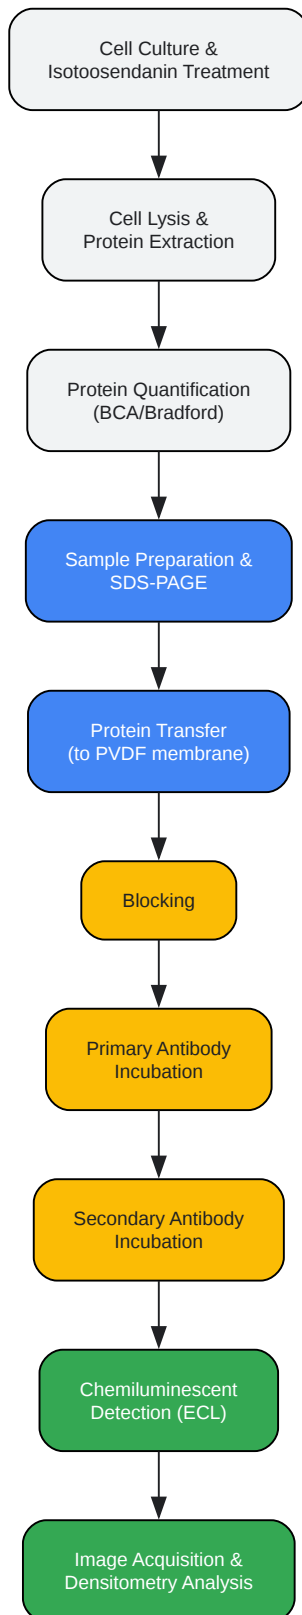 Cell Culture &
Isotoosendanin Treatment
Cell Lysis &
Protein Extraction
Protein Quantification
(BCA/Bradford)
Sample Preparation &
SDS-PAGE
Protein Transfer
(to PVDF membrane)
Blocking
Primary Antibody
Incubation
Secondary Antibody
Incubation
Chemiluminescent
Detection (ECL)
Image Acquisition &
Densitometry Analysis